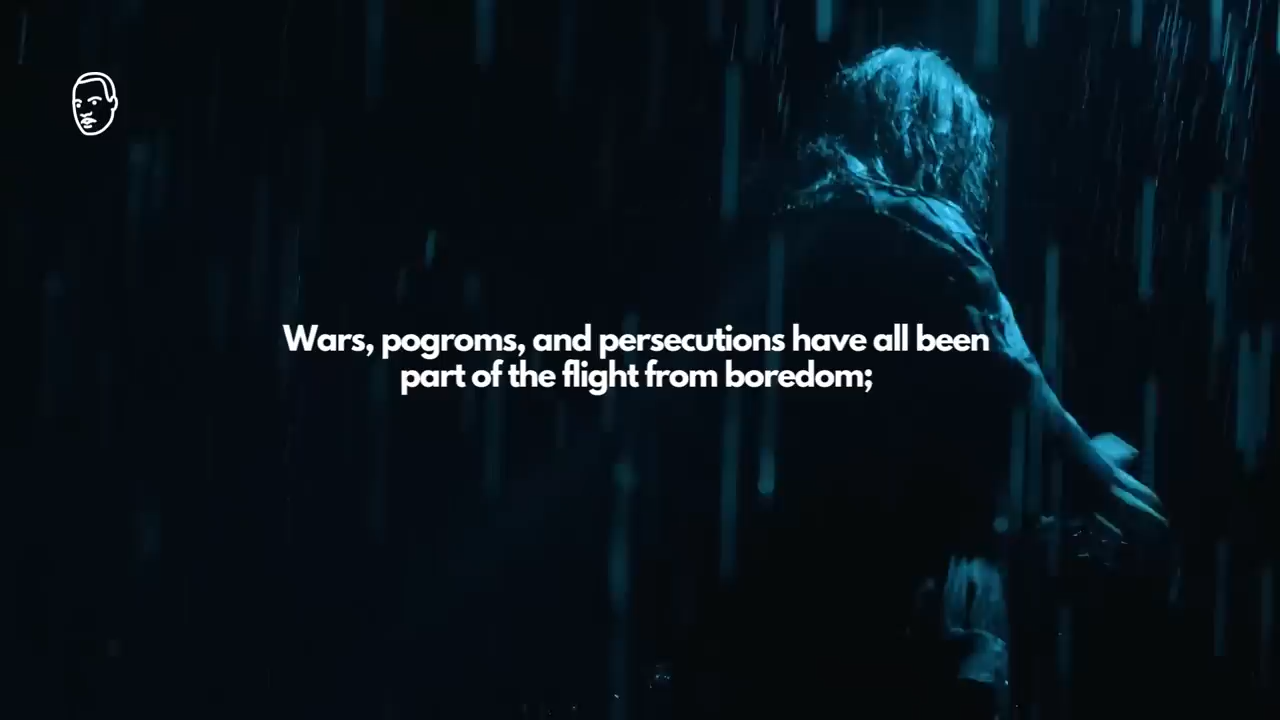 Wars, pogroms, and persecutions have all been
part of the flight from boredom;